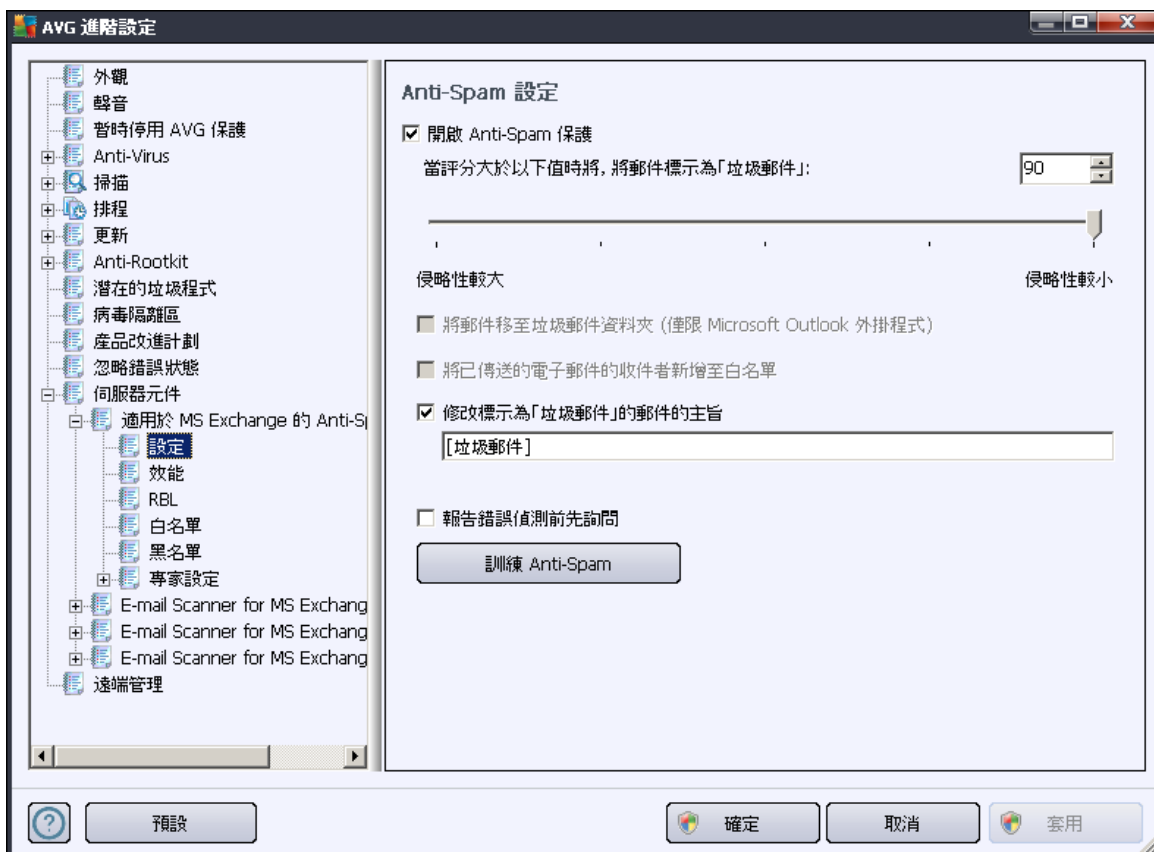 AVG 進階設定
外觀
聲音
暫時停用 AVG 保護
Anti-Virus
掃描
排程
更新
Anti-Rootkit
潛在的垃圾程式
病毒隔離區
產品改進計劃
忽略錯誤狀態
伺服器元件
適用於 MS Exchange 的 Anti-Sp
設定
效能
RBL
白名單
黑名單
專家設定
E-mail Scanner for MS Exchang
E-mail Scanner for MS Exchang
E-mail Scanner for MS Exchang
遠端管理
Anti-Spam 設定
開啟 Anti-Spam 保護
當評分大於以下值時將, 將郵件標示為「垃圾郵件」: 90
侵略性較大 侵略性較小
將郵件移至垃圾郵件資料夾 (僅限 Microsoft Outlook 外掛程式)
將已傳送的電子郵件的收件者新增至白名單
修改標示為「垃圾郵件」的郵件的主旨
[垃圾郵件]
報告錯誤偵測前先詢問
訓練 Anti-Spam
預設 確定 取消 套用